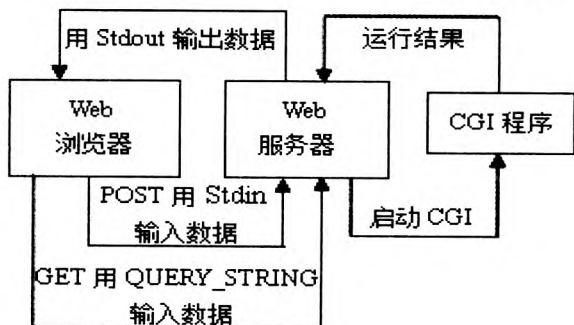 用 Stdout 输出数据
运行结果
Web
浏览器
Web
服务器
CGI 程序
POST 用 Stdin
输入数据
启动 CGI
GET 用 QUERY_STRING
输入数据